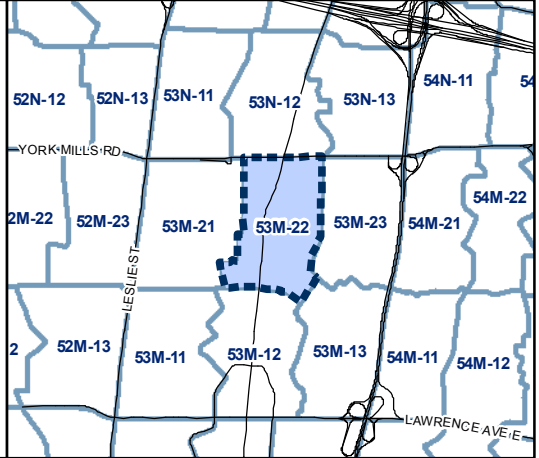 54N-11
54
52N-12
52N-13
53N-11
53N-12
53N-13
YORK MILLS RD
2M-22
52M-23
53M-21
53M-22
53M-23
54M-21
54M-22
LESLIE ST
2
52M-13
53M-11
53M-12
53M-13
54M-11
54M-12
LAWRENCE AVE E